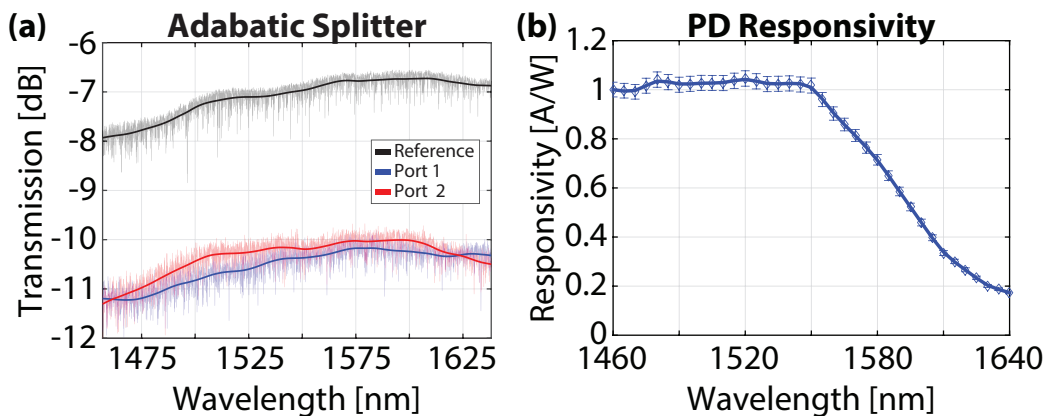 (a) Adabatic Splitter
Transmission [dB]
-6
-7
-8
-9
-10
-11
-12
Reference
Port 1
Port 2
1475 1525 1575 1625
Wavelength [nm]
(b) PD Responsivity
Responsivity [A/W]
1.2
1
0.8
0.6
0.4
0.2
0
1460 1520 1580 1640
Wavelength [nm]